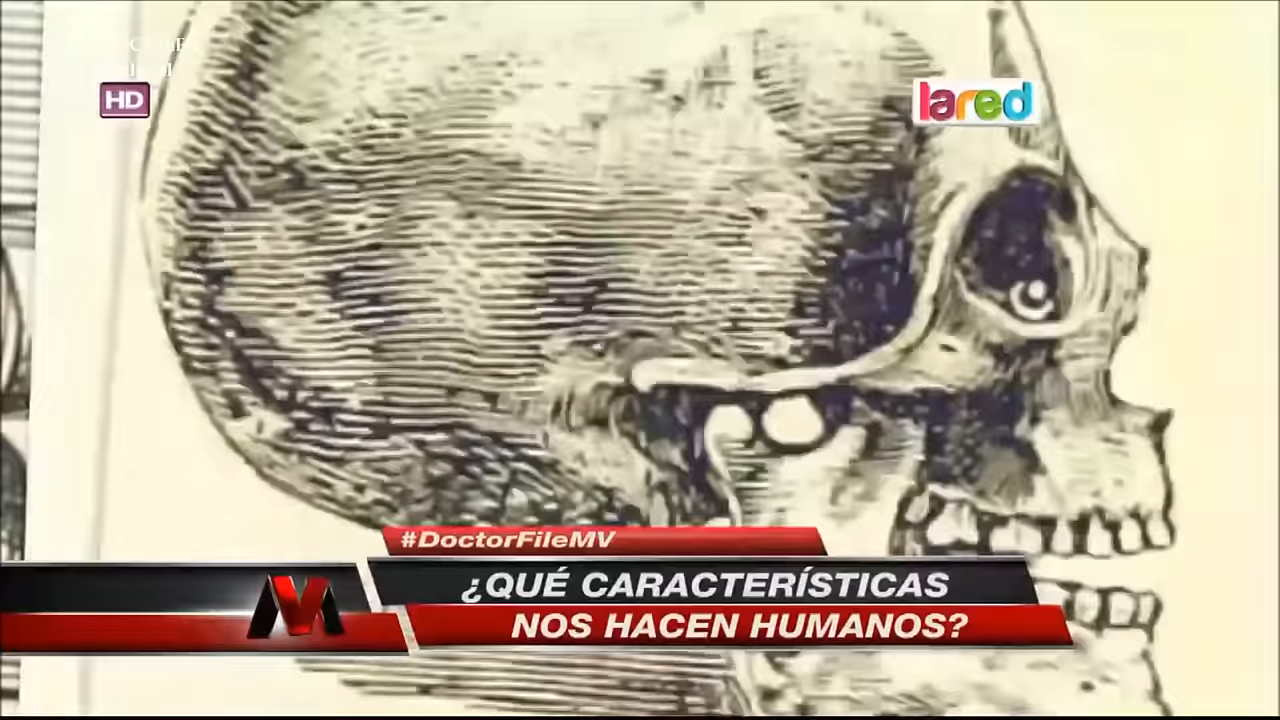 HD
lared
#DoctorFileMV
¿QUÉ CARACTERÍSTICAS
NOS HACEN HUMANOS?